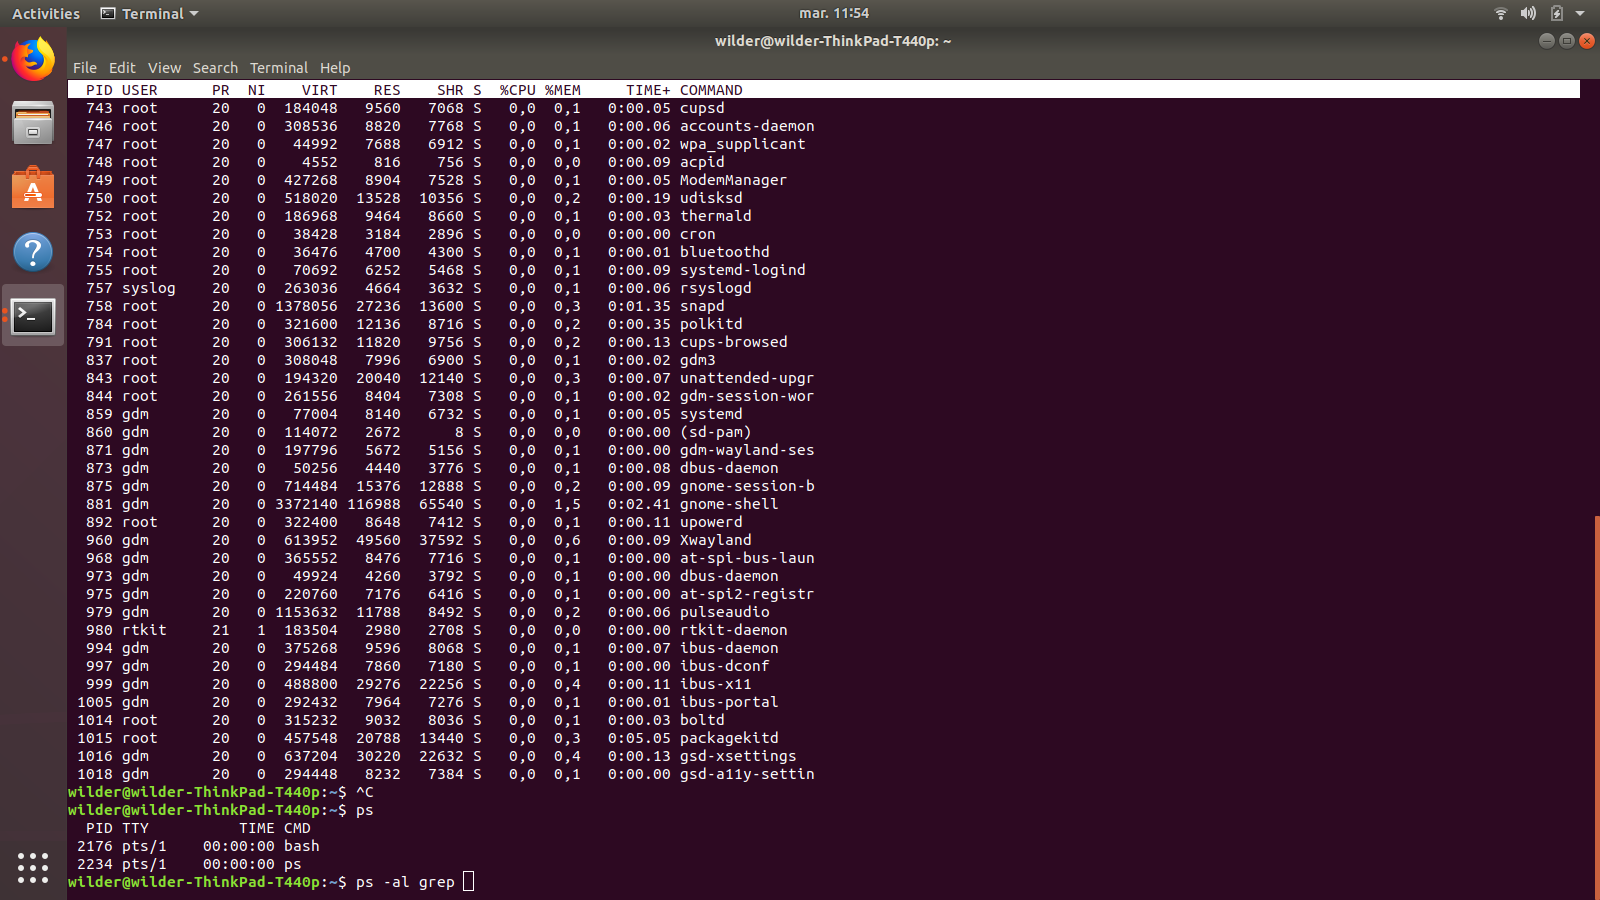 Activities Terminal mar. 11:54
wilder@wilder-ThinkPad-T440p: ~
File Edit View Search Terminal Help
PID USER PR NI VIRT RES SHR S %CPU %MEM TIME+ COMMAND
743 root 20 0 184048 9560 7068 S 0,0 0,1 0:00.05 cupsd
746 root 20 0 308536 8820 7768 S 0,0 0,1 0:00.06 accounts-daemon
747 root 20 0 44992 7688 6912 S 0,0 0,1 0:00.02 wpa_supplicant
748 root 20 0 4552 816 756 S 0,0 0,0 0:00.09 acpid
749 root 20 0 427268 8904 7528 S 0,0 0,1 0:00.05 ModemManager
750 root 20 0 518020 13528 10356 S 0,0 0,2 0:00.19 udisksd
752 root 20 0 186968 9464 8660 S 0,0 0,1 0:00.03 thermald
753 root 20 0 38428 3184 2896 S 0,0 0,0 0:00.00 cron
754 root 20 0 36476 4700 4300 S 0,0 0,1 0:00.01 bluetoothd
755 root 20 0 70692 6252 5468 S 0,0 0,1 0:00.09 systemd-logind
757 syslog 20 0 263036 4664 3632 S 0,0 0,1 0:00.06 rsyslogd
758 root 20 0 1378056 27236 13600 S 0,0 0,3 0:01.35 snapd
784 root 20 0 321600 12136 8716 S 0,0 0,2 0:00.35 polkitd
791 root 20 0 306132 11820 9756 S 0,0 0,2 0:00.13 cups-browsed
837 root 20 0 308048 7996 6900 S 0,0 0,1 0:00.02 gdm3
843 root 20 0 194320 20040 12140 S 0,0 0,3 0:00.07 unattended-upgr
844 root 20 0 261556 8404 7308 S 0,0 0,1 0:00.02 gdm-session-wor
859 gdm 20 0 77004 8140 6732 S 0,0 0,1 0:00.05 systemd
860 gdm 20 0 114072 2672 8 S 0,0 0,0 0:00.00 (sd-pam)
871 gdm 20 0 197796 5672 5156 S 0,0 0,1 0:00.00 gdm-wayland-ses
873 gdm 20 0 50256 4440 3776 S 0,0 0,1 0:00.08 dbus-daemon
875 gdm 20 0 714484 15376 12888 S 0,0 0,2 0:00.09 gnome-session-b
881 gdm 20 0 3372140 116988 65540 S 0,0 1,5 0:02.41 gnome-shell
892 root 20 0 322400 8648 7412 S 0,0 0,1 0:00.11 upowerd
960 gdm 20 0 613952 49560 37592 S 0,0 0,6 0:00.09 Xwayland
968 gdm 20 0 365552 8476 7716 S 0,0 0,1 0:00.00 at-spi-bus-laun
973 gdm 20 0 49924 4260 3792 S 0,0 0,1 0:00.00 dbus-daemon
975 gdm 20 0 220760 7176 6416 S 0,0 0,1 0:00.00 at-spi2-registr
979 gdm 20 0 1153632 11788 8492 S 0,0 0,2 0:00.06 pulseaudio
980 rtkit 21 1 183504 2980 2708 S 0,0 0,0 0:00.00 rtkit-daemon
994 gdm 20 0 375268 9596 8068 S 0,0 0,1 0:00.07 ibus-daemon
997 gdm 20 0 294484 7860 7180 S 0,0 0,1 0:00.00 ibus-dconf
999 gdm 20 0 488800 29276 22256 S 0,0 0,4 0:00.11 ibus-x11
1005 gdm 20 0 292432 7964 7276 S 0,0 0,1 0:00.01 ibus-portal
1014 root 20 0 315232 9032 8036 S 0,0 0,1 0:00.03 boltd
1015 root 20 0 457548 20788 13440 S 0,0 0,3 0:05.05 packagekitd
1016 gdm 20 0 637204 30220 22632 S 0,0 0,4 0:00.13 gsd-xsettings
1018 gdm 20 0 294448 8232 7384 S 0,0 0,1 0:00.00 gsd-a11y-settin
wilder@wilder-ThinkPad-T440p:~$ ^C
wilder@wilder-ThinkPad-T440p:~$ ps
PID TTY TIME CMD
2176 pts/1 00:00:00 bash
2234 pts/1 00:00:00 ps
wilder@wilder-ThinkPad-T440p:~$ ps -al grep